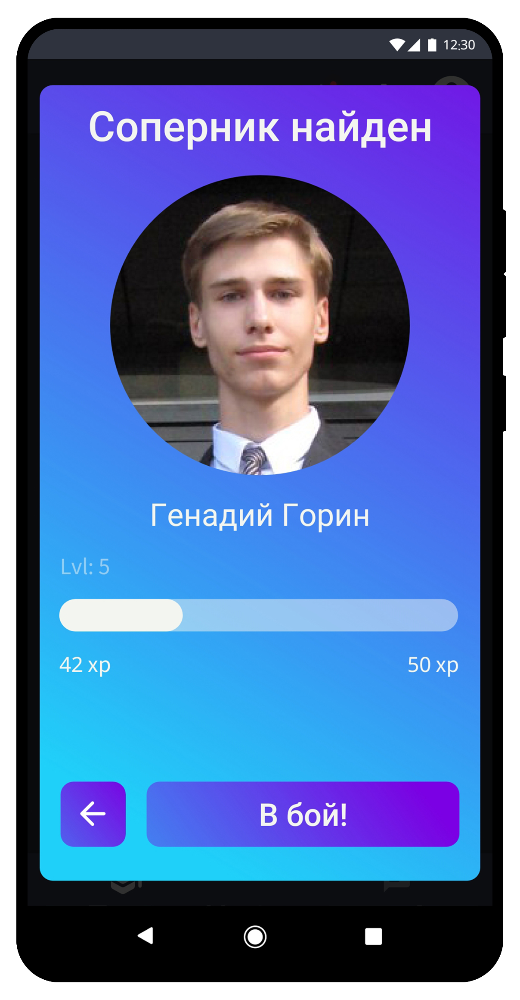 12:30
Соперник найден
Генадий Горин
Lvl: 5
42 xp
50 xp
В бой!